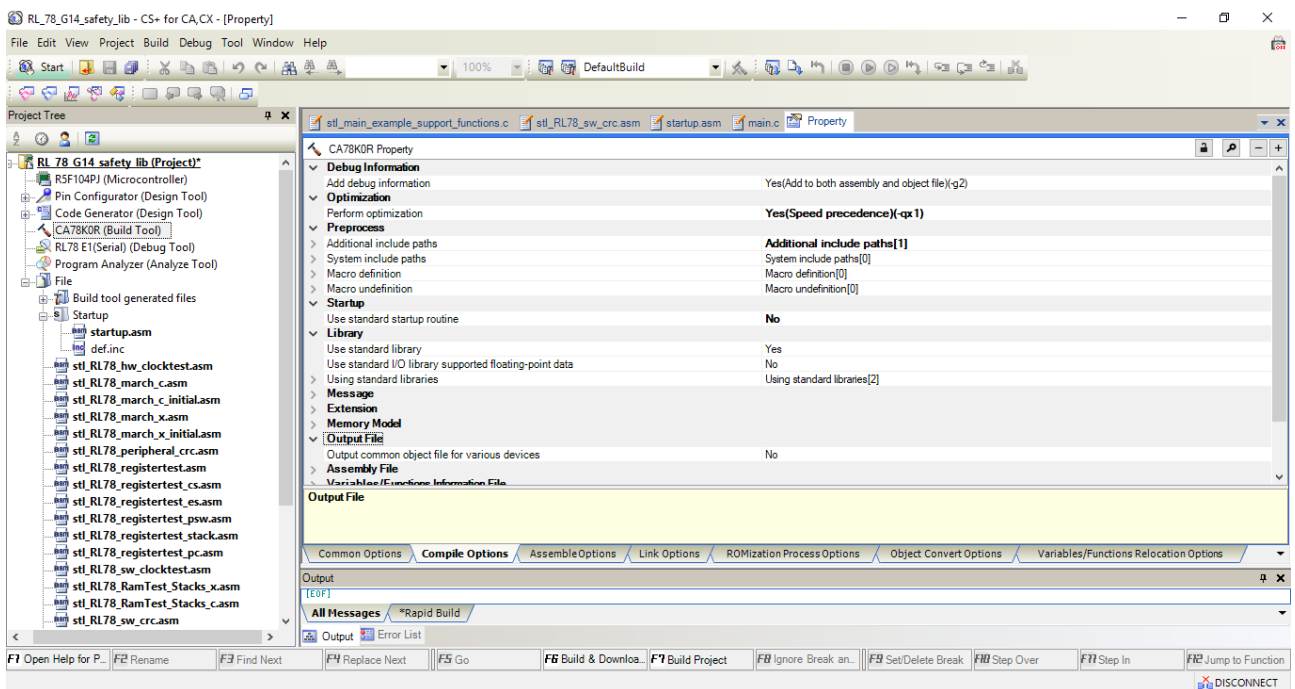 RL_78_G14_safety_lib - CS+ for CA,CX - [Property]
File Edit View Project Build Debug Tool Window Help
Start 100% DefaultBuild
Project Tree
stl_main_example_support_functions.c stl_RL78_sw_crc.asm startup.asm main.c Property
CA78K0R Property
RL_78_G14_safety_lib (Project)*
R5F104PJ (Microcontroller)
Pin Configurator (Design Tool)
Code Generator (Design Tool)
CA78K0R (Build Tool)
RL78 E1(Serial) (Debug Tool)
Program Analyzer (Analyze Tool)
File
Build tool generated files
Startup
startup.asm
def.inc
stl_RL78_hw_clocktest.asm
stl_RL78_march_c.asm
stl_RL78_march_c_initial.asm
stl_RL78_march_x.asm
stl_RL78_march_x_initial.asm
stl_RL78_peripheral_crc.asm
stl_RL78_registertest.asm
stl_RL78_registertest_cs.asm
stl_RL78_registertest_es.asm
stl_RL78_registertest_psw.asm
stl_RL78_registertest_stack.asm
stl_RL78_registertest_pc.asm
stl_RL78_sw_clocktest.asm
stl_RL78_RamTest_Stacks_x.asm
stl_RL78_RamTest_Stacks_c.asm
stl_RL78_sw_crc.asm
Debug Information
Add debug information Yes(Add to both assembly and object file)(-g2)
Optimization
Perform optimization Yes(Speed precedence)(-qx1)
Preprocess
Additional include paths Additional include paths[1]
System include paths System include paths[0]
Macro definition Macro definition[0]
Macro undefinition Macro undefinition[0]
Startup
Use standard startup routine No
Library
Use standard library Yes
Use standard I/O library supported floating-point data No
Using standard libraries Using standard libraries[2]
Message
Extension
Memory Model
Output File
Output common object file for various devices No
Assembly File
Variables/Functions Information File
Output File
Common Options Compile Options Assemble Options Link Options ROMization Process Options Object Convert Options Variables/Functions Relocation Options
Output
[EOF]
All Messages *Rapid Build
Output Error List
F1 Open Help for P... F2 Rename F3 Find Next F4 Replace Next F5 Go F6 Build & Downloa... F7 Build Project F8 Ignore Break an... F9 Set/Delete Break F10 Step Over F11 Step In F12 Jump to Function
DISCONNECT